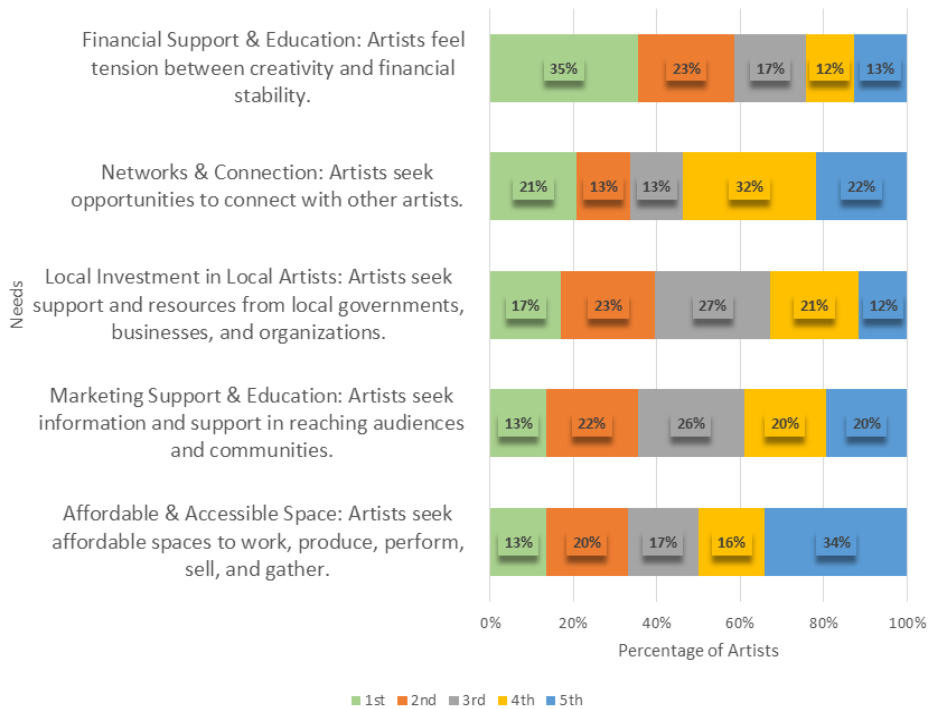 Financial Support & Education: Artists feel
tension between creativity and financial
stability.
35% 23% 17% 12% 13%
Networks & Connection: Artists seek
opportunities to connect with other artists.
21% 13% 13% 32% 22%
Needs
Local Investment in Local Artists: Artists seek
support and resources from local governments,
businesses, and organizations.
17% 23% 27% 21% 12%
Marketing Support & Education: Artists seek
information and support in reaching audiences
and communities.
13% 22% 26% 20% 20%
Affordable & Accessible Space: Artists seek
affordable spaces to work, produce, perform,
sell, and gather.
13% 20% 17% 16% 34%
0% 20% 40% 60% 80% 100%
Percentage of Artists
1st 2nd 3rd 4th 5th